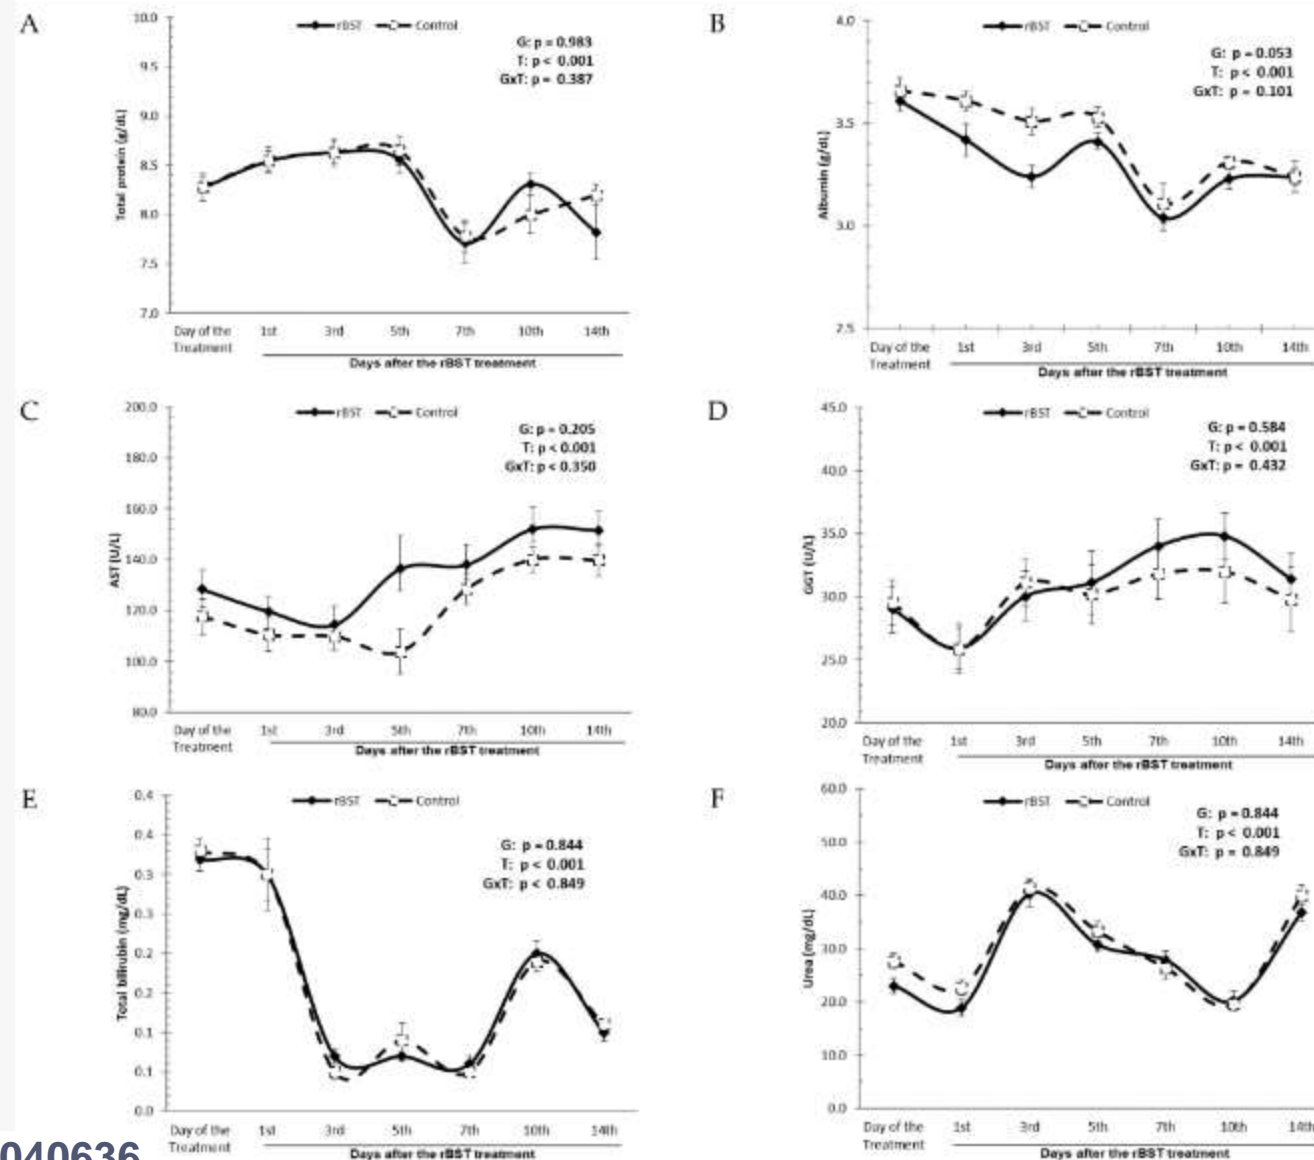 A
rBST Control
G: p = 0.983
T: p < 0.001
GxT: p = 0.387
Total protein (g/dL)
10.0
9.5
9.0
8.5
8.0
7.5
7.0
Day of the Treatment 1st 3rd 5th 7th 10th 14th
Days after the rBST treatment
B
rBST Control
G: p = 0.053
T: p < 0.001
GxT: p = 0.101
Albumin (g/dL)
4.0
3.5
3.0
2.5
Day of the Treatment 1st 3rd 5th 7th 10th 14th
Days after the rBST treatment
C
rBST Control
G: p = 0.205
T: p < 0.001
GxT: p < 0.350
AST (U/L)
200.0
180.0
160.0
140.0
120.0
100.0
80.0
Day of the Treatment 1st 3rd 5th 7th 10th 14th
Days after the rBST treatment
D
rBST Control
G: p = 0.584
T: p < 0.001
GxT: p = 0.432
GGT (U/L)
45.0
40.0
35.0
30.0
25.0
20.0
Day of the Treatment 1st 3rd 5th 7th 10th 14th
Days after the rBST treatment
E
rBST Control
G: p = 0.844
T: p < 0.001
GxT: p < 0.849
Total bilirubin (mg/dL)
0.4
0.4
0.3
0.3
0.2
0.2
0.1
0.1
0.0
Day of the Treatment 1st 3rd 5th 7th 10th 14th
Days after the rBST treatment
F
rBST Control
G: p = 0.844
T: p < 0.001
GxT: p = 0.849
Urea (mg/dL)
60.0
50.0
40.0
30.0
20.0
10.0
0.0
Day of the Treatment 1st 3rd 5th 7th 10th 14th
Days after the rBST treatment
040636